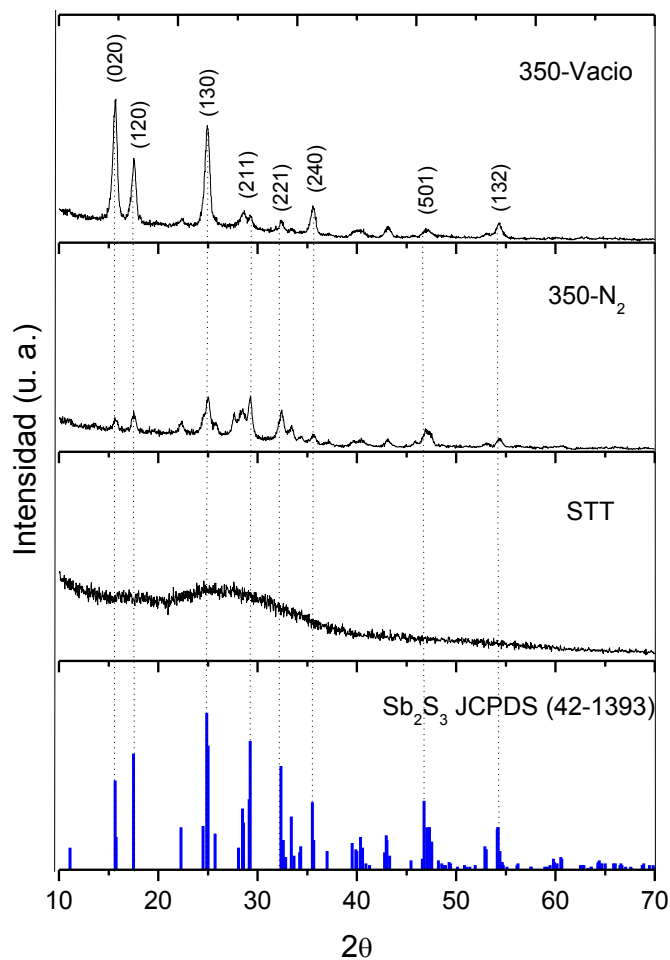 350-Vacio
(020)
(120)
(130)
(211)
(221)
(240)
(501)
(132)
350-N₂
STT
Sb₂S₃ JCPDS (42-1393)
Intensidad (u. a.)
10 20 30 40 50 60 70
2θ